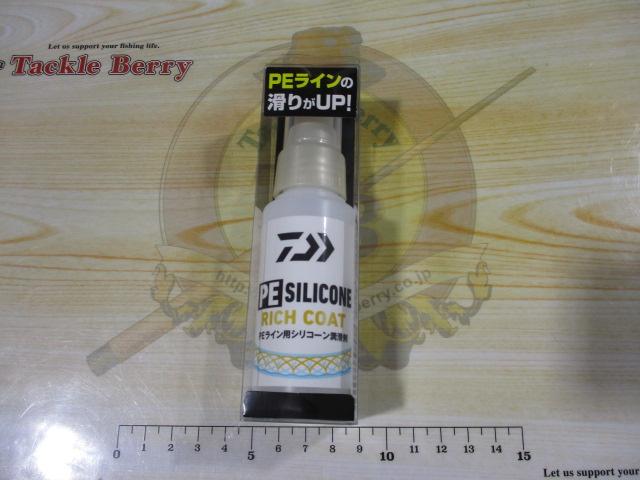 Let us support your fishing life.
Tackle Berry
PEラインの
滑りがUP!
PE SILICONE
RICH COAT
PEライン用シリコーン潤滑剤
0 1 2 3 4 5 6 7 8 9 10 11 12 13 14 15
Let us support your